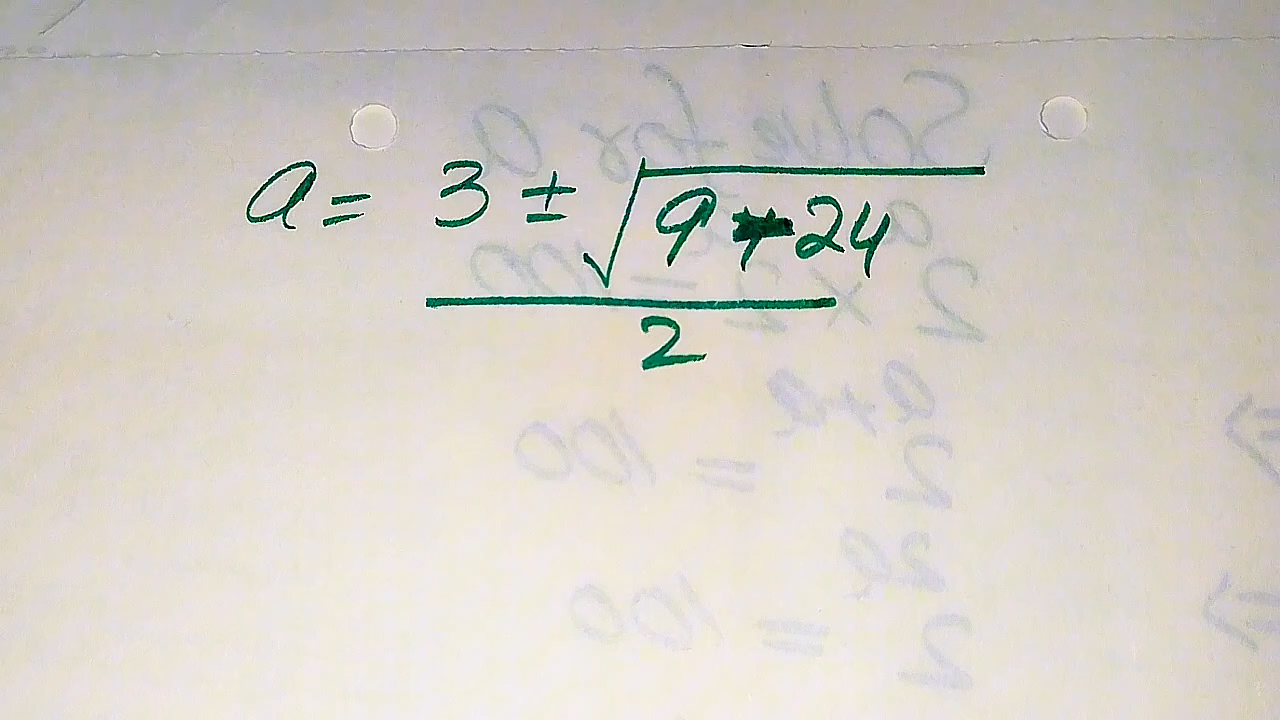 a = 3 ± √(9 - 24) / 2